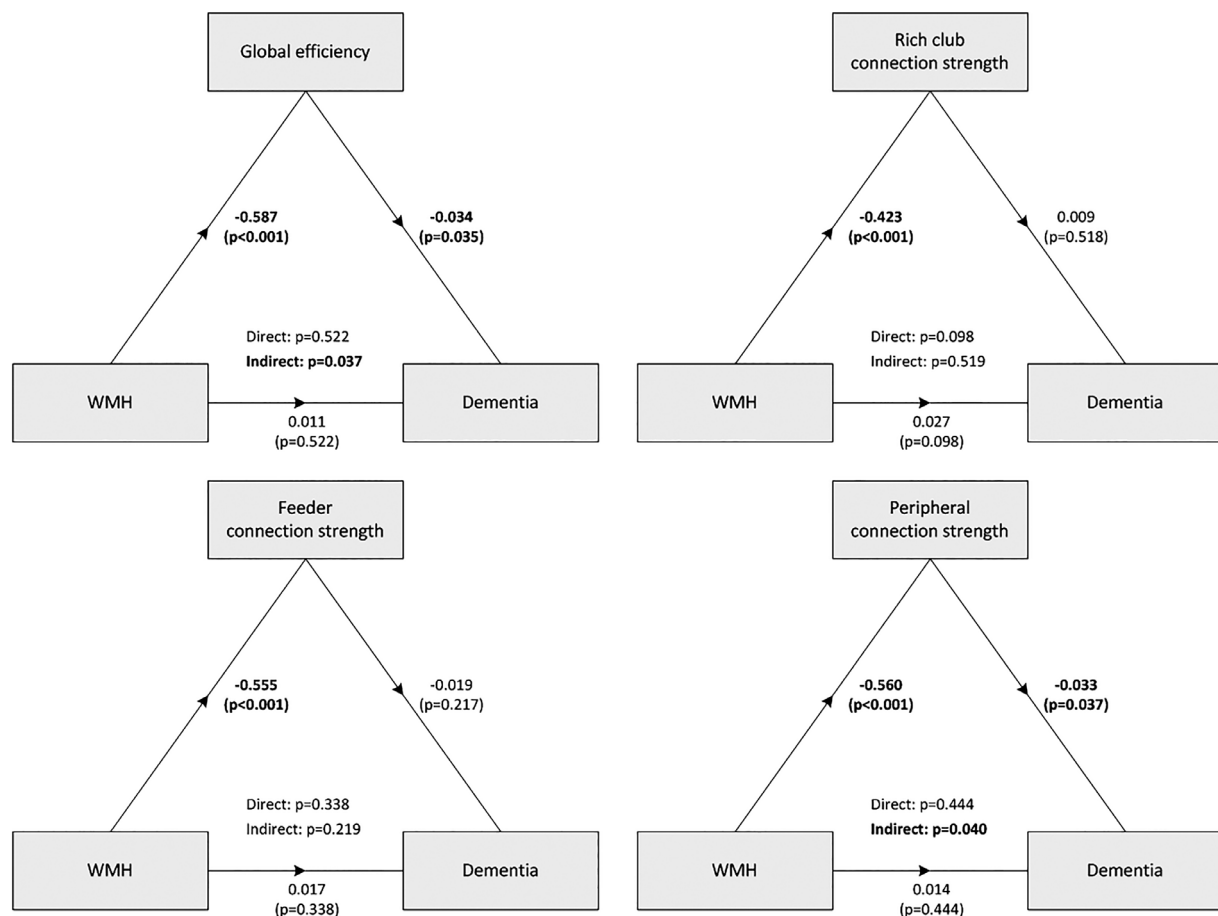 Global efficiency
-0.587
(p<0.001)
-0.034
(p=0.035)
Direct: p=0.522
Indirect: p=0.037
WMH
Dementia
0.011
(p=0.522)
Rich club
connection strength
-0.423
(p<0.001)
0.009
(p=0.518)
Direct: p=0.098
Indirect: p=0.519
WMH
Dementia
0.027
(p=0.098)
Feeder
connection strength
-0.555
(p<0.001)
-0.019
(p=0.217)
Direct: p=0.338
Indirect: p=0.219
WMH
Dementia
0.017
(p=0.338)
Peripheral
connection strength
-0.560
(p<0.001)
-0.033
(p=0.037)
Direct: p=0.444
Indirect: p=0.040
WMH
Dementia
0.014
(p=0.444)